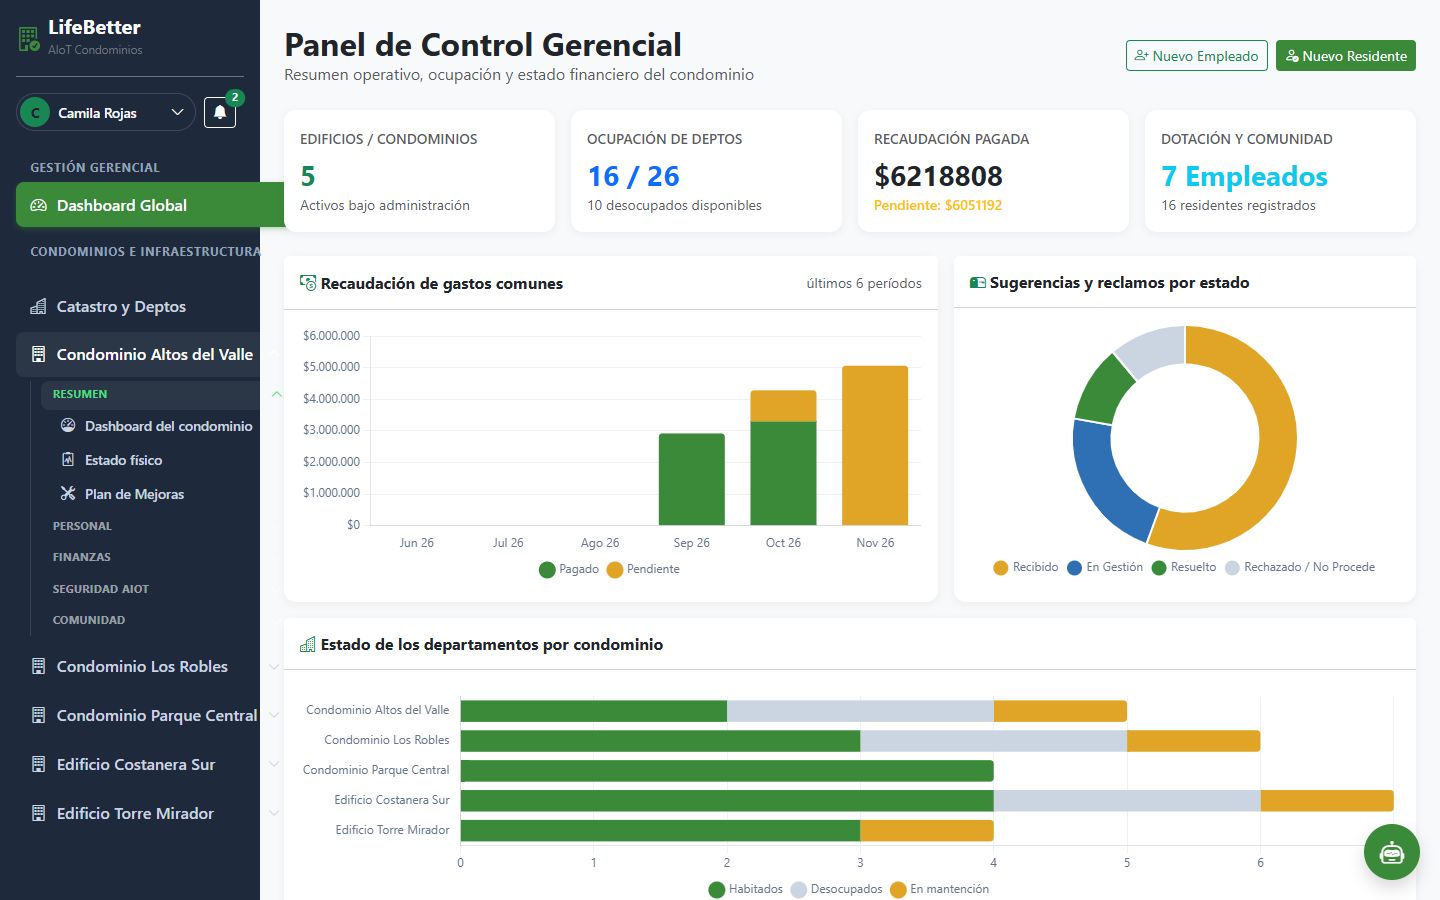 LifeBetter
AIoT Condominios
C
Camila Rojas
2
GESTIÓN GERENCIAL
Dashboard Global
CONDOMINIOS E INFRAESTRUCTURA
Catastro y Deptos
Condominio Altos del Valle
RESUMEN
Dashboard del condominio
Estado físico
Plan de Mejoras
PERSONAL
FINANZAS
SEGURIDAD AIOT
COMUNIDAD
Condominio Los Robles
Condominio Parque Central
Edificio Costanera Sur
Edificio Torre Mirador
Panel de Control Gerencial
Resumen operativo, ocupación y estado financiero del condominio
Nuevo Empleado
Nuevo Residente
EDIFICIOS / CONDOMINIOS
5
Activos bajo administración
OCUPACIÓN DE DEPTOS
16 / 26
10 desocupados disponibles
RECAUDACIÓN PAGADA
$6218808
Pendiente: $6051192
DOTACIÓN Y COMUNIDAD
7 Empleados
16 residentes registrados
Recaudación de gastos comunes
últimos 6 períodos
$6.000.000
$5.000.000
$4.000.000
$3.000.000
$2.000.000
$1.000.000
$0
Jun 26 Jul 26 Ago 26 Sep 26 Oct 26 Nov 26
Pagado Pendiente
Sugerencias y reclamos por estado
Recibido En Gestión Resuelto Rechazado / No Procede
Estado de los departamentos por condominio
Condominio Altos del Valle
Condominio Los Robles
Condominio Parque Central
Edificio Costanera Sur
Edificio Torre Mirador
0 1 2 3 4 5 6
Habitados Desocupados En mantención